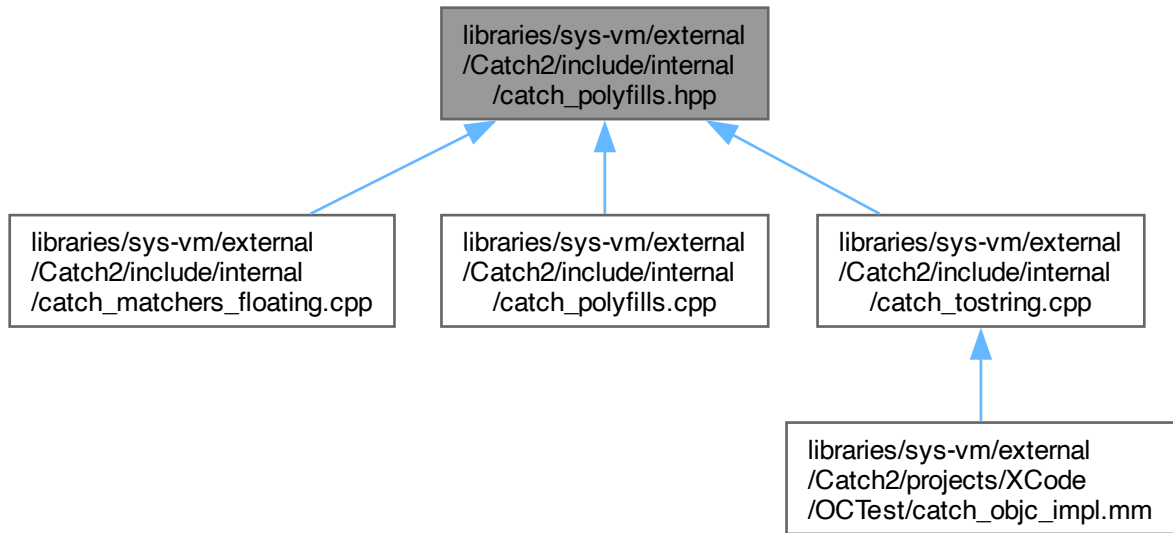 libraries/sys-vm/external
/Catch2/include/internal
/catch_polyfills.hpp
libraries/sys-vm/external
/Catch2/include/internal
/catch_matchers_floating.cpp
libraries/sys-vm/external
/Catch2/include/internal
/catch_polyfills.cpp
libraries/sys-vm/external
/Catch2/include/internal
/catch_tostring.cpp
libraries/sys-vm/external
/Catch2/projects/XCode
/OCTest/catch_objc_impl.mm